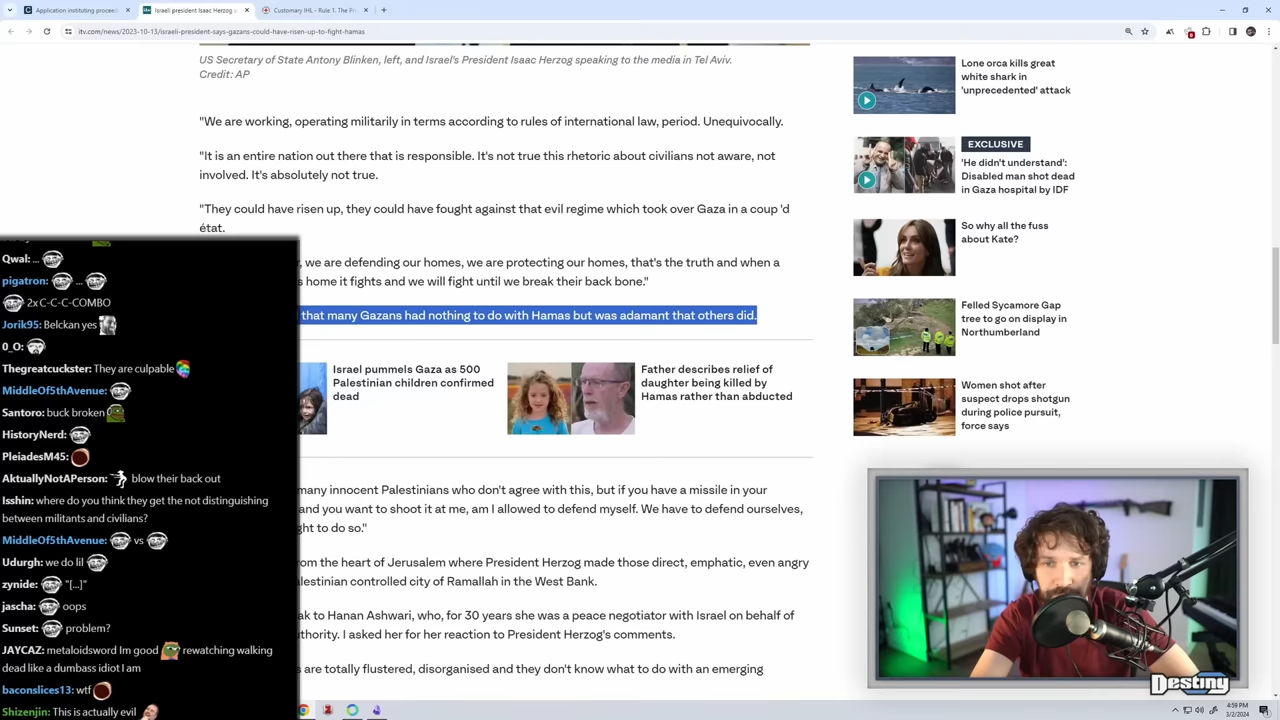 Application instituting proceed
Israeli president Isaac Herzog s
Customary IHL - Rule 1. The Pr
itv.com/news/2023-10-13/israeli-president-says-gazans-could-have-risen-up-to-fight-hamas
US Secretary of State Antony Blinken, left, and Israel's President Isaac Herzog speaking to the media in Tel Aviv.
Credit: AP
"We are working, operating militarily in terms according to rules of international law, period. Unequivocally.
"It is an entire nation out there that is responsible. It's not true this rhetoric about civilians not aware, not
involved. It's absolutely not true.
"They could have risen up, they could have fought against that evil regime which took over Gaza in a coup 'd
état.
, we are defending our homes, we are protecting our homes, that's the truth and when a
s home it fights and we will fight until we break their back bone."
that many Gazans had nothing to do with Hamas but was adamant that others did.
Israel pummels Gaza as 500
Palestinian children confirmed
dead
Father describes relief of
daughter being killed by
Hamas rather than abducted
many innocent Palestinians who don't agree with this, but if you have a missile in your
and you want to shoot it at me, am I allowed to defend myself. We have to defend ourselves,
ght to do so."
om the heart of Jerusalem where President Herzog made those direct, emphatic, even angry
alestinian controlled city of Ramallah in the West Bank.
ak to Hanan Ashwari, who, for 30 years she was a peace negotiator with Israel on behalf of
uthority. I asked her for her reaction to President Herzog's comments.
s are totally flustered, disorganised and they don't know what to do with an emerging
Lone orca kills great
white shark in
'unprecedented' attack
EXCLUSIVE
'He didn't understand':
Disabled man shot dead
in Gaza hospital by IDF
So why all the fuss
about Kate?
Felled Sycamore Gap
tree to go on display in
Northumberland
Women shot after
suspect drops shotgun
during police pursuit,
force says
Qwal: ...
pigatron: ...
2x C-C-C-COMBO
Jorik95: Belckan yes
0_O:
Thegreatcuckster: They are culpable
MiddleOf5thAvenue:
Santoro: buck broken
HistoryNerd:
PleiadesM45:
AktuallyNotAPerson: blow their back out
Isshin: where do you think they get the not distinguishing
between militants and civilians?
MiddleOf5thAvenue: vs
Udurgh: we do lil
zynide: "[...]"
jascha: oops
Sunset: problem?
JAYCAZ: metaloidsword Im good rewatching walking
dead like a dumbass idiot I am
baconslices13: wtf
Shizenjin: This is actually evil
Destiny
4:59 PM
3/2/2024